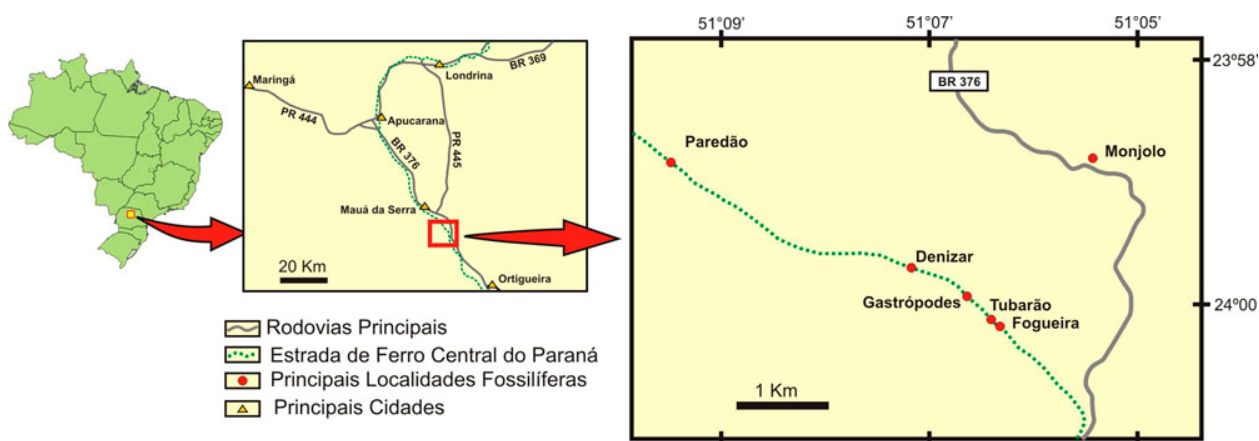 Maringá
PR 444
Londrina
BR 369
Apucarana
BR 376
PR 445
Mauá da Serra
20 Km
Ortigueira
Rodovias Principais
Estrada de Ferro Central do Paraná
Principais Localidades Fossilíferas
Principais Cidades
51°09'
51°07'
51°05'
23°58'
BR 376
Paredão
Monjolo
Denizar
Gastrópodes
Tubarão
Fogueira
24°00
1 Km